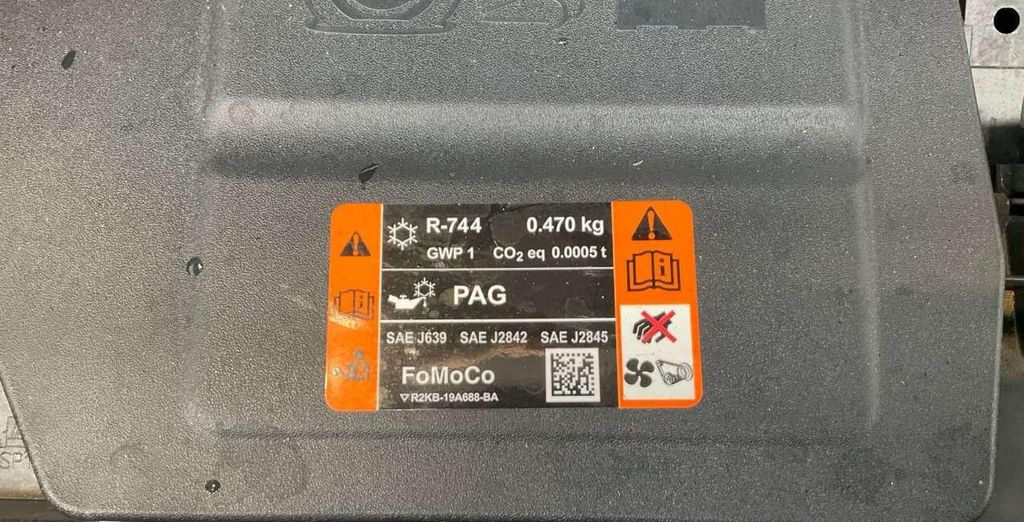 R-744 0.470 kg
GWP 1 CO₂ eq 0.0005 t
PAG
SAE J639 SAE J2842 SAE J2845
FoMoCo
▽R2KB-19A688-BA
SP